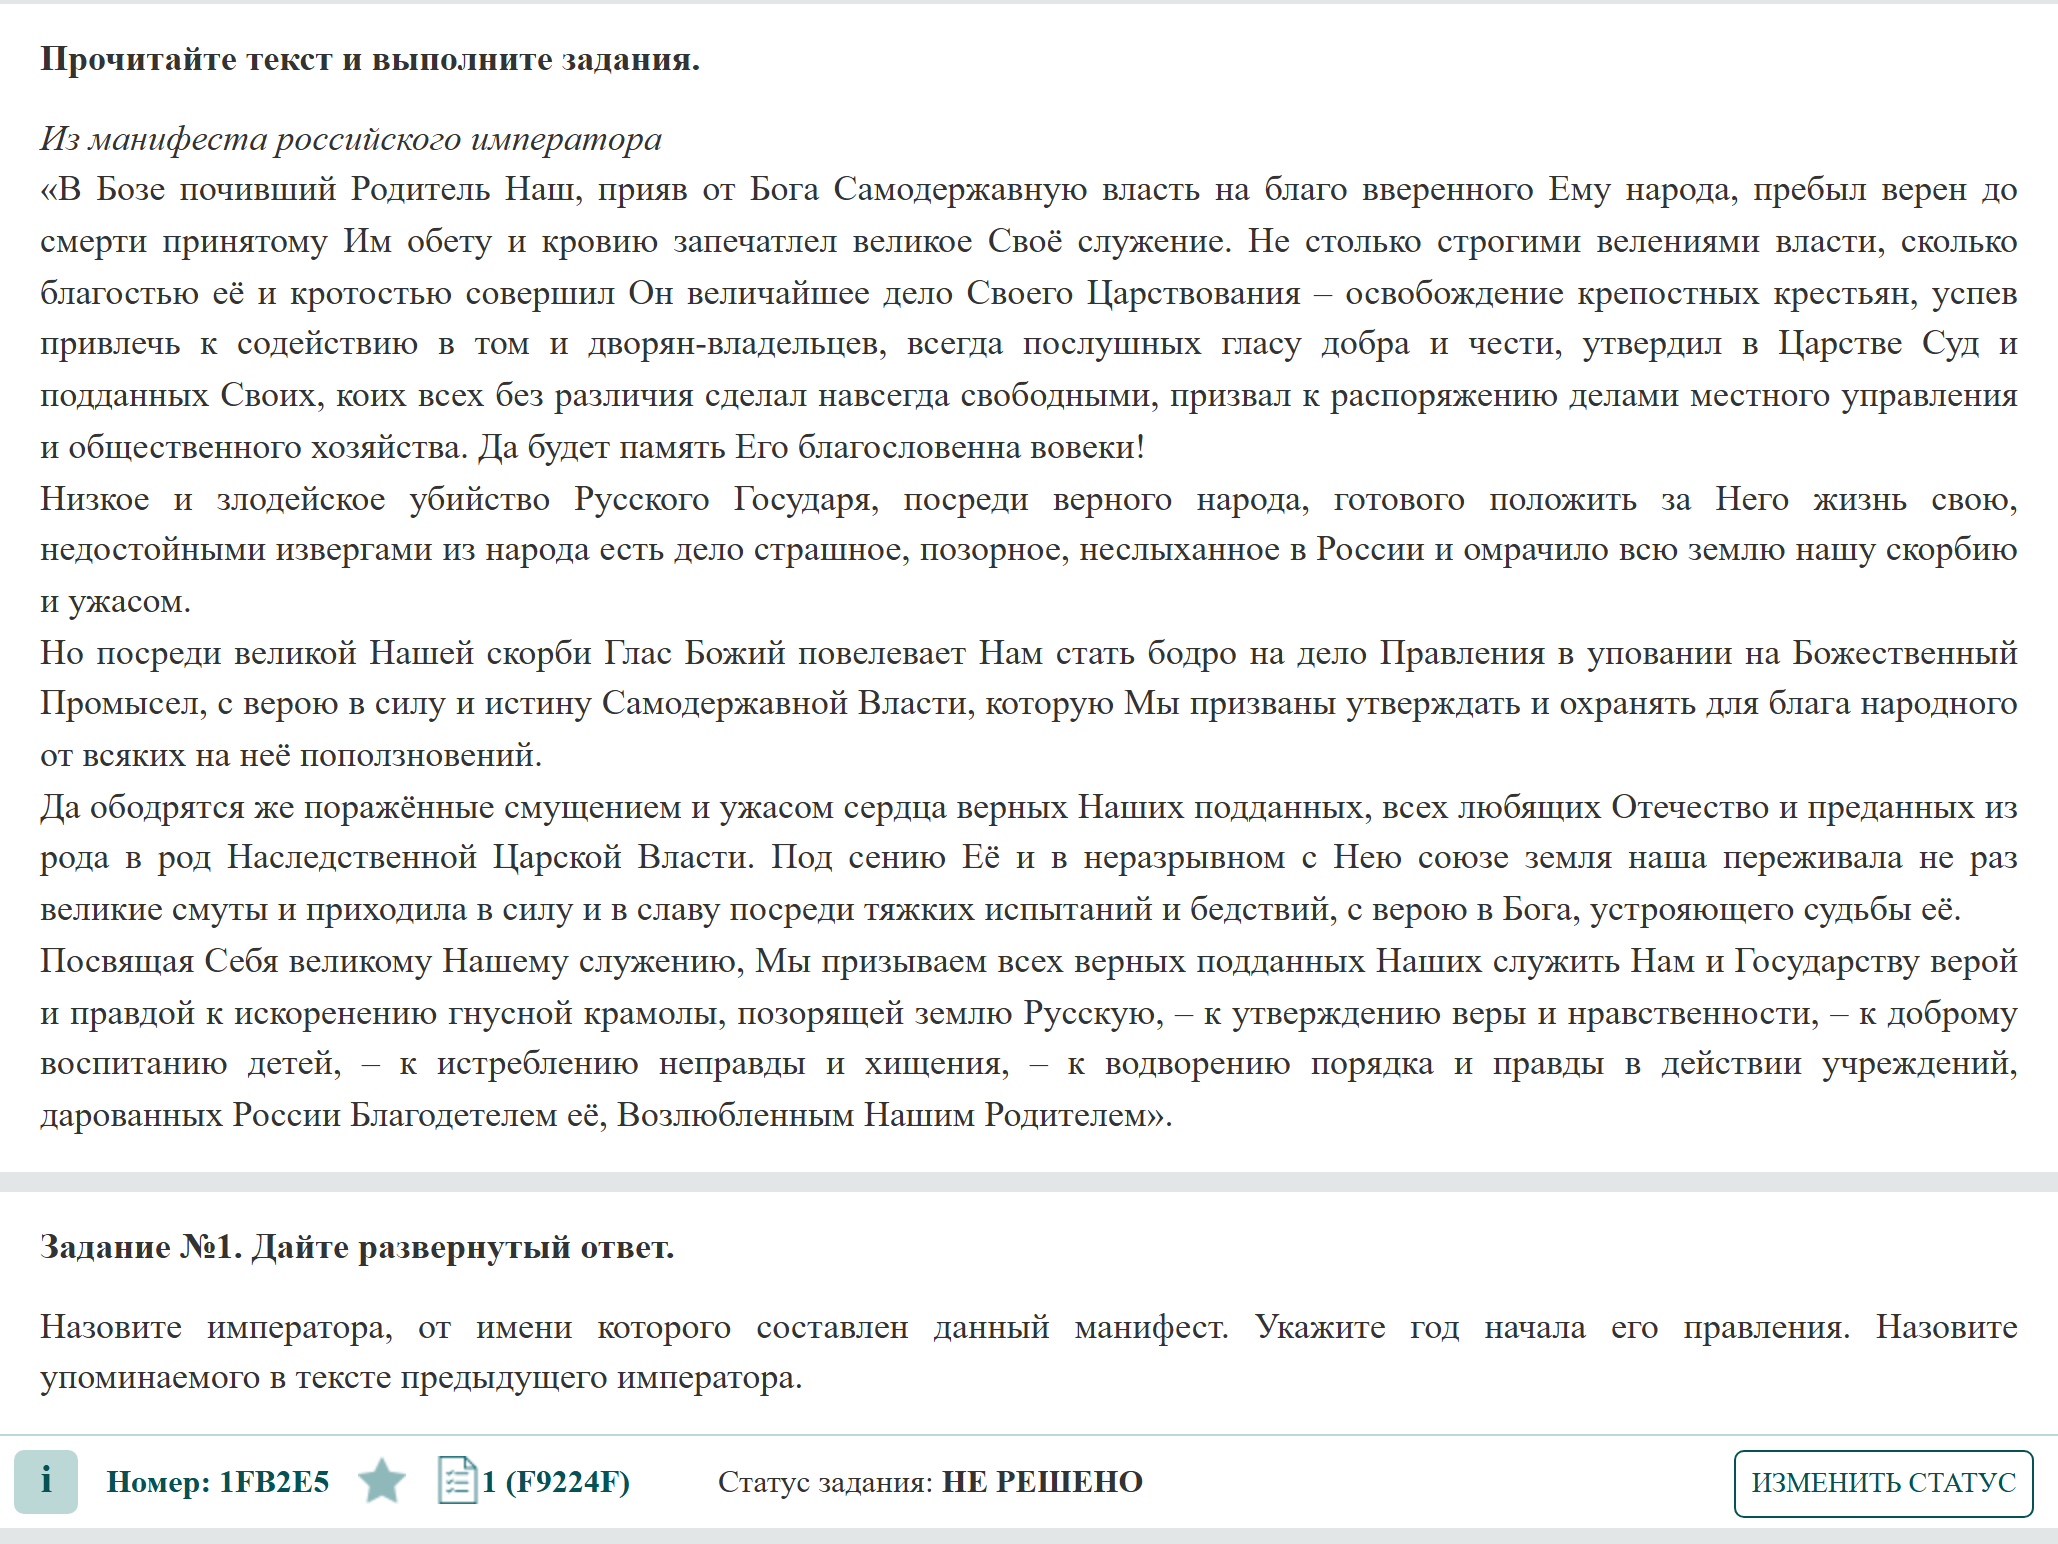 Прочитайте текст и выполните задания.
Из манифеста российского императора
«В Бозе почивший Родитель Наш, прияв от Бога Самодержавную власть на благо вверенного Ему народа, пребыл верен до
смерти принятому Им обету и кровию запечатлел великое Своё служение. Не столько строгими велениями власти, сколько
благостью её и кротостью совершил Он величайшее дело Своего Царствования – освобождение крепостных крестьян, успев
привлечь к содействию в том и дворян-владельцев, всегда послушных гласу добра и чести, утвердил в Царстве Суд и
подданных Своих, коих всех без различия сделал навсегда свободными, призвал к распоряжению делами местного управления
и общественного хозяйства. Да будет память Его благословенна вовеки!
Низкое и злодейское убийство Русского Государя, посреди верного народа, готового положить за Него жизнь свою,
недостойными извергами из народа есть дело страшное, позорное, неслыханное в России и омрачило всю землю нашу скорбию
и ужасом.
Но посреди великой Нашей скорби Глас Божий повелевает Нам стать бодро на дело Правления в уповании на Божественный
Промысел, с верою в силу и истину Самодержавной Власти, которую Мы призваны утверждать и охранять для блага народного
от всяких на неё поползновений.
Да ободрятся же поражённые смущением и ужасом сердца верных Наших подданных, всех любящих Отечество и преданных из
рода в род Наследственной Царской Власти. Под сению Её и в неразрывном с Нею союзе земля наша переживала не раз
великие смуты и приходила в силу и в славу посреди тяжких испытаний и бедствий, с верою в Бога, устрояющего судьбы её.
Посвящая Себя великому Нашему служению, Мы призываем всех верных подданных Наших служить Нам и Государству верой
и правдой к искоренению гнусной крамолы, позорящей землю Русскую, – к утверждению веры и нравственности, – к доброму
воспитанию детей, – к истреблению неправды и хищения, – к водворению порядка и правды в действии учреждений,
дарованных России Благодетелем её, Возлюбленным Нашим Родителем».
Задание №1. Дайте развернутый ответ.
Назовите императора, от имени которого составлен данный манифест. Укажите год начала его правления. Назовите
упоминаемого в тексте предыдущего императора.
i Номер: 1FB2E5 1 (F9224F) Статус задания: НЕ РЕШЕНО ИЗМЕНИТЬ СТАТУС